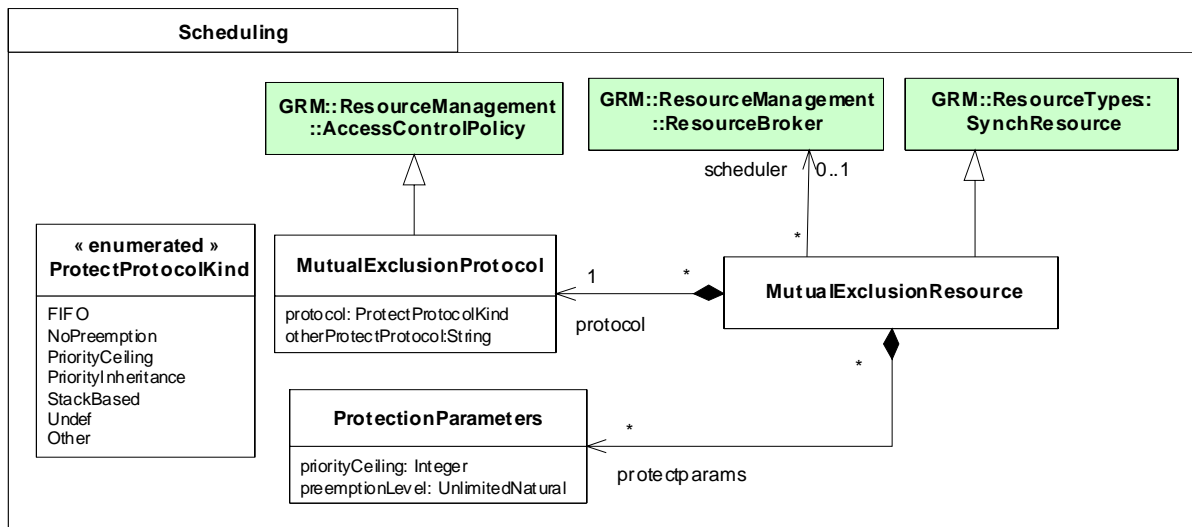 Scheduling
GRM::ResourceManagement
::AccessControlPolicy
GRM::ResourceManagement
::ResourceBroker
GRM::ResourceTypes::
SynchResource
scheduler
0..1
« enumerated »
ProtectProtocolKind
FIFO
NoPreemption
PriorityCeiling
PriorityInheritance
StackBased
Undef
Other
MutualExclusionProtocol
protocol: ProtectProtocolKind
otherProtectProtocol:String
1
*
protocol
*
MutualExclusionResource
*
ProtectionParameters
priorityCeiling: Integer
preemptionLevel: UnlimitedNatural
*
protectparams